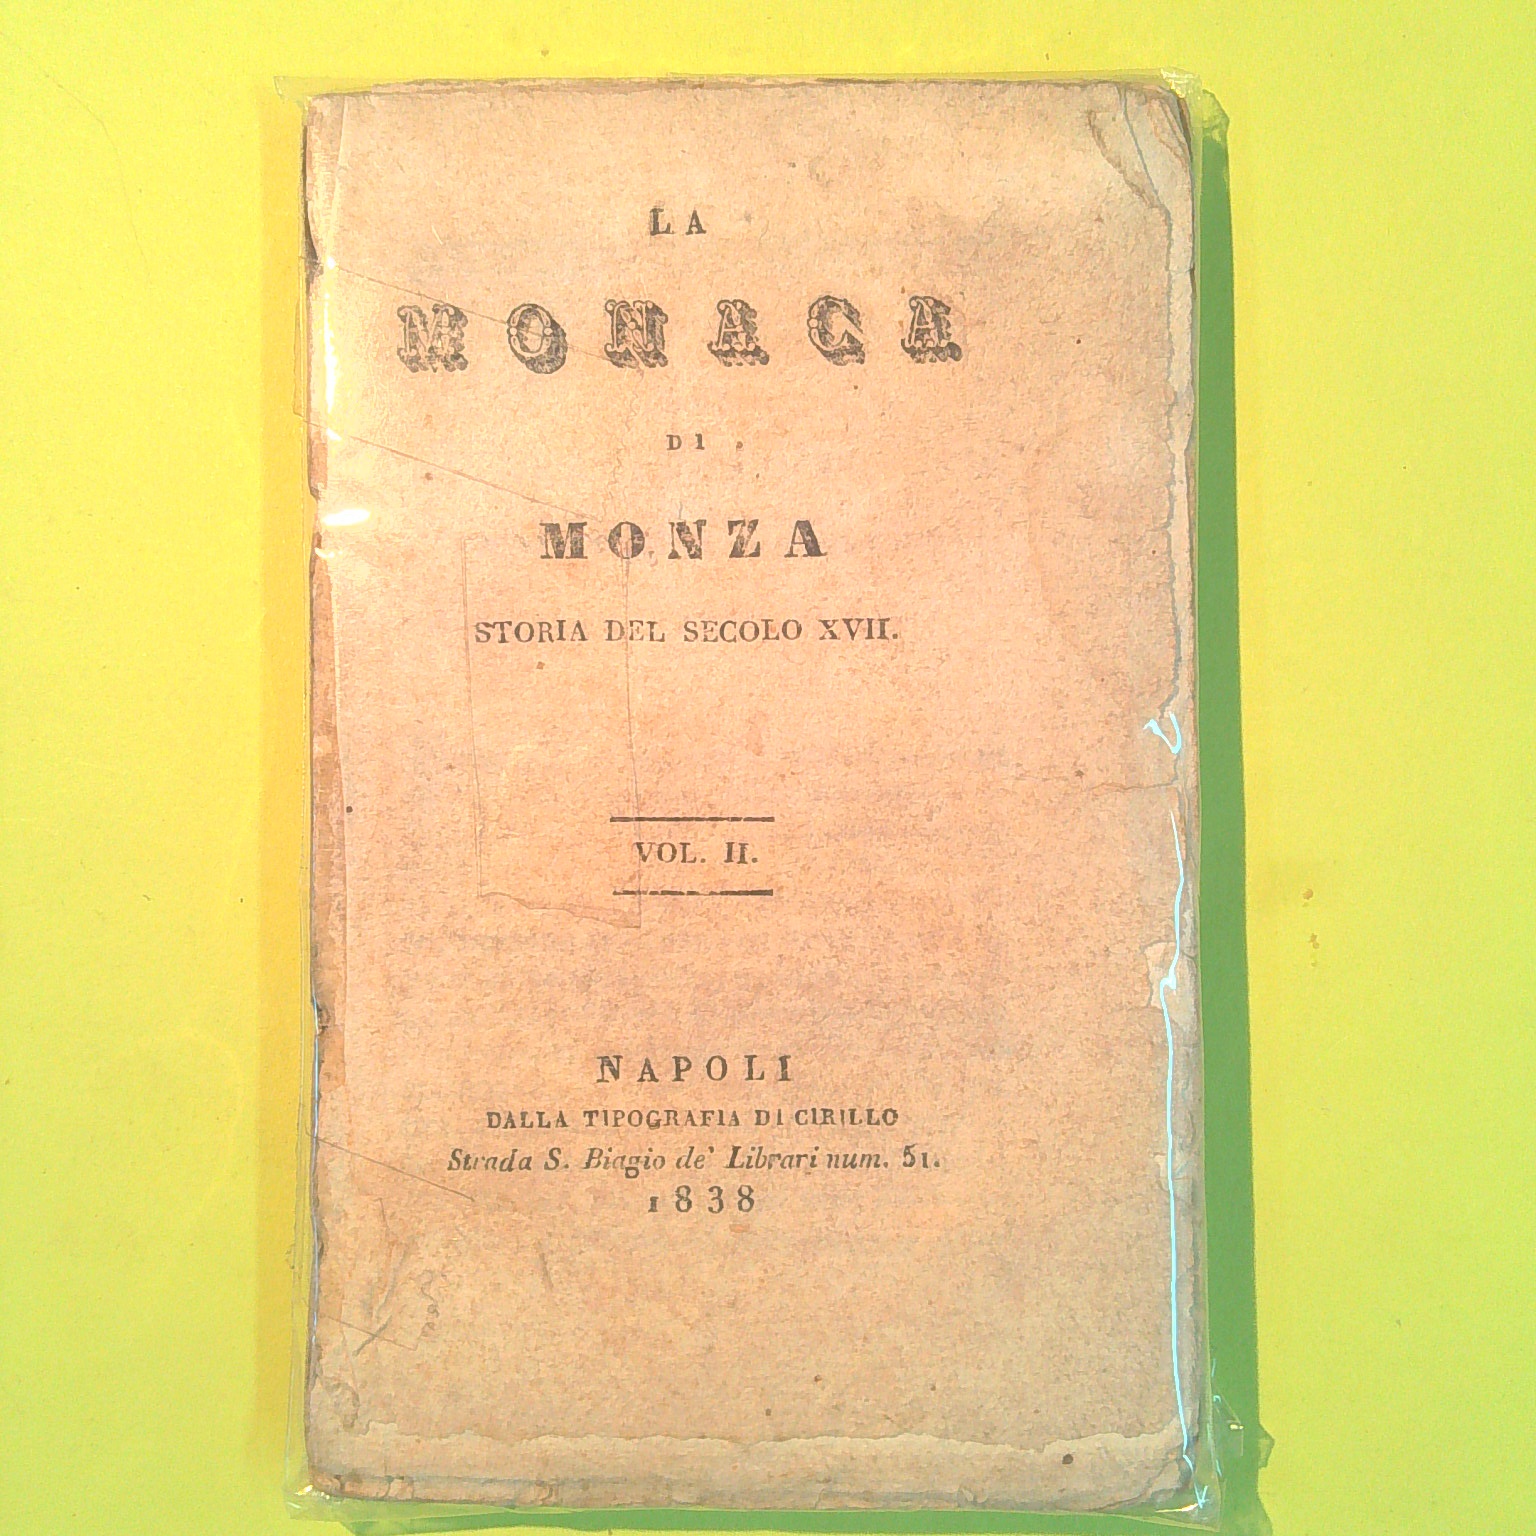 LA
MONACA
DI
MONZA
STORIA DEL SECOLO XVII.
VOL. II.
NAPOLI
DALLA TIPOGRAFIA DI CIRILLO
Strada S. Biagio de' Librari num. 51.
1838